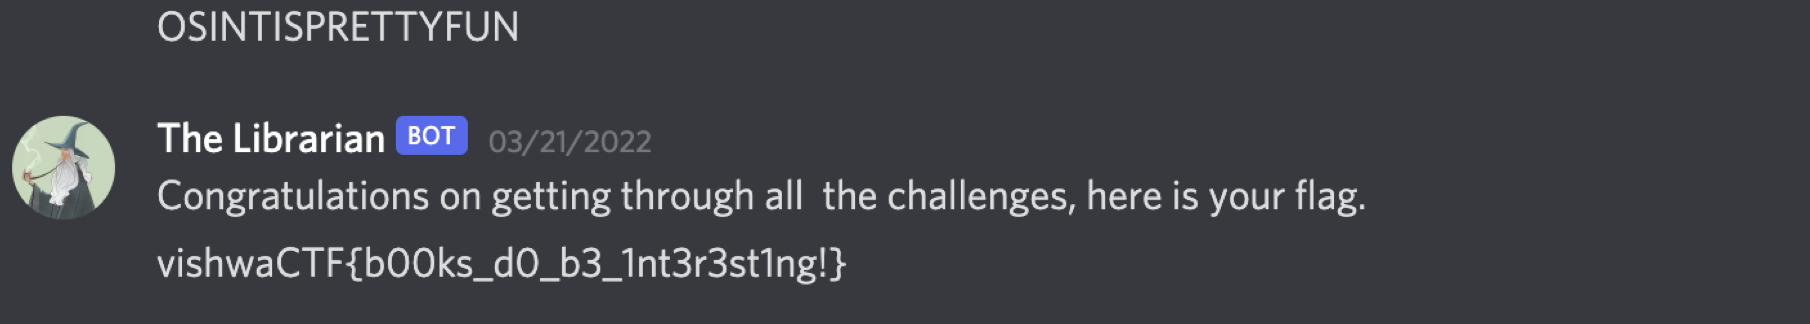 OSINTISPRETTYFUN
The Librarian BOT 03/21/2022
Congratulations on getting through all  the challenges, here is your flag.
vishwaCTF{b00ks_d0_b3_1nt3r3st1ng!}